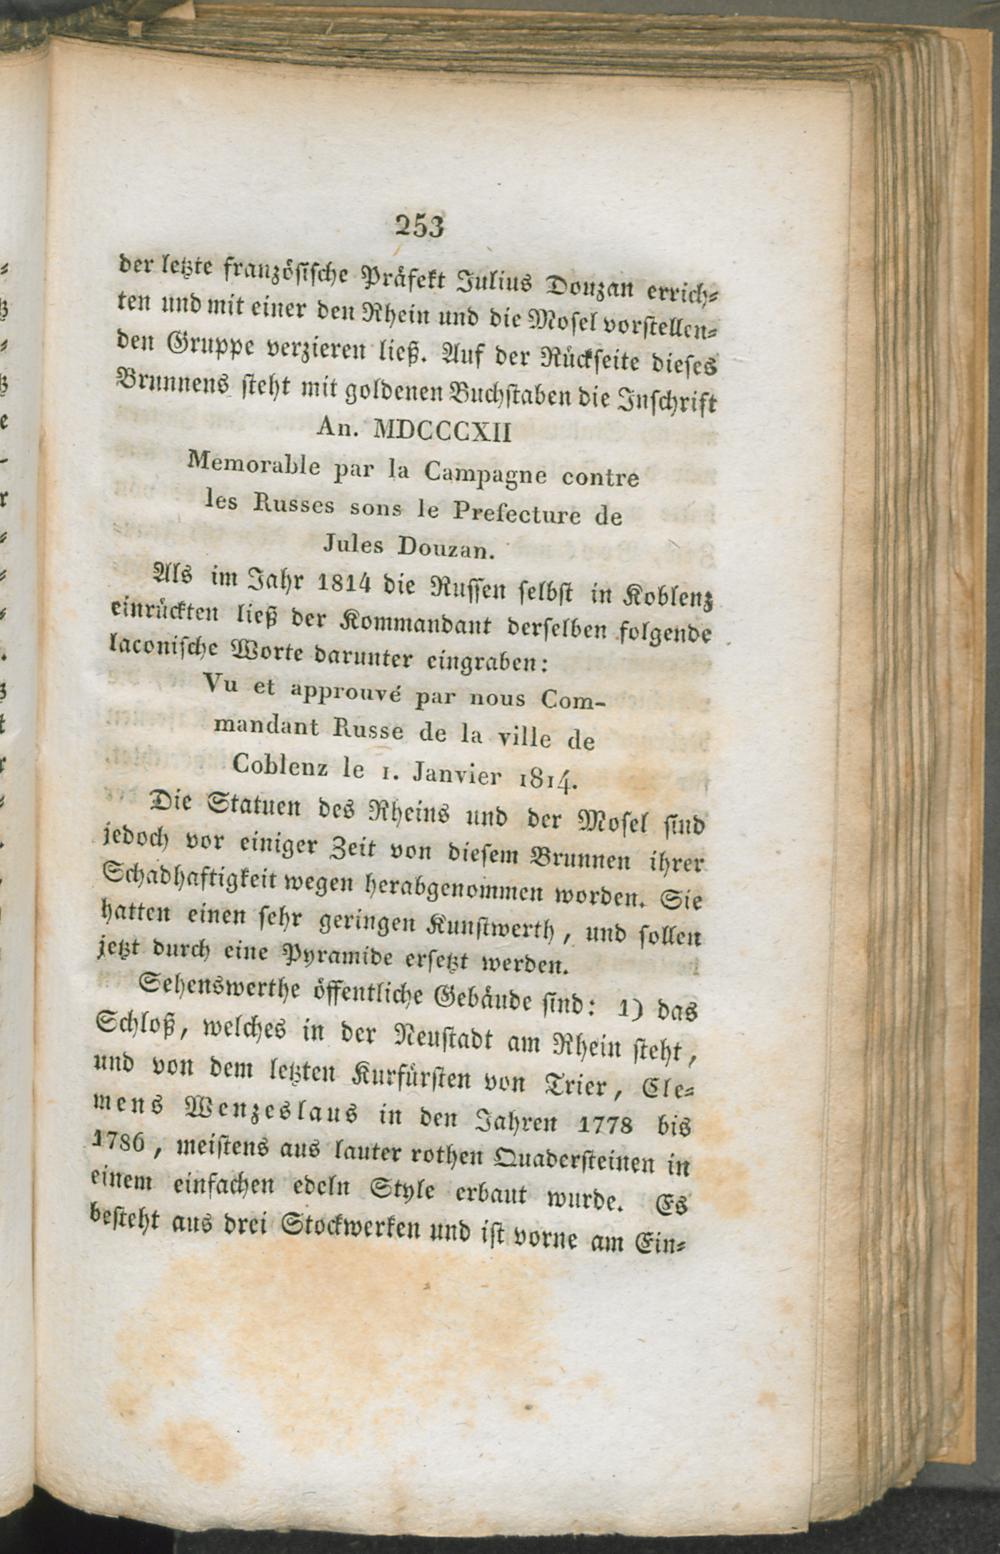 253
der letzte französische Präfekt Julius Douzan errich-
ten und mit einer den Rhein und die Mosel vorstellen-
den Gruppe verzieren ließ. Auf der Rückseite dieses
Brunnens steht mit goldenen Buchstaben die Inschrift
An. MDCCCXII
Memorable par la Campagne contre
les Russes sons le Prefecture de
Jules Douzan.
Als im Jahr 1814 die Russen selbst in Koblenz
einrückten ließ der Kommandant derselben folgende
laconische Worte darunter eingraben:
Vu et approuvé par nous Com-
mandant Russe de la ville de
Coblenz le 1. Janvier 1814.
Die Statuen des Rheins und der Mosel sind
jedoch vor einiger Zeit von diesem Brunnen ihrer
Schadhaftigkeit wegen herabgenommen worden. Sie
hatten einen sehr geringen Kunstwerth, und sollen
jetzt durch eine Pyramide ersetzt werden.
Sehenswerthe öffentliche Gebäude sind: 1) das
Schloß, welches in der Neustadt am Rhein steht,
und von dem letzten Kurfürsten von Trier, Cle-
mens Wenzeslaus in den Jahren 1778 bis
1786, meistens aus lauter rothen Quadersteinen in
einem einfachen edeln Style erbaut wurde. Es
besteht aus drei Stockwerken und ist vorne am Ein-